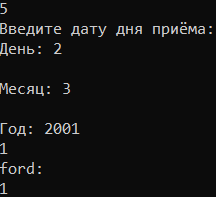 5
Введите дату дня приёма:
День: 2
Месяц: 3
Год: 2001
1
ford:
1